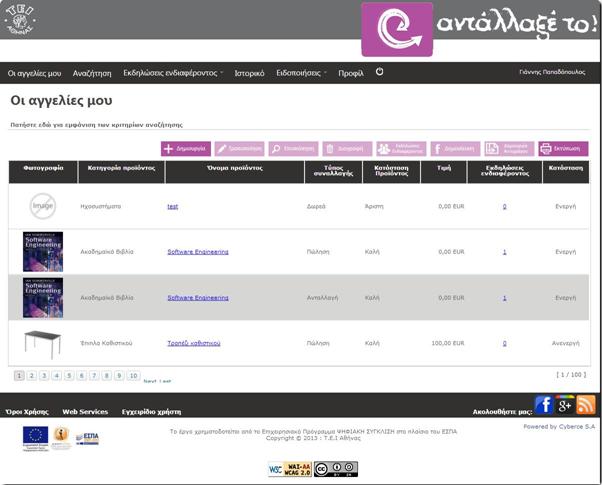 ΤΕΙ
ΑΘΗΝΑΣ
αντάλλαξέ το!
Οι αγγελίες μου Αναζήτηση Εκδηλώσεις ενδιαφέροντος Ιστορικό Ειδοποιήσεις Προφίλ Γιάννης Παπαδόπουλος
Οι αγγελίες μου
Πατήστε εδώ για εμφάνιση των κριτηρίων αναζήτησης
Δημιουργία Τροποποίηση Επισκόπηση Διαγραφή Εκδηλώσεις Ενδιαφέροντος Δημοσίευση Δημιουργία Αντιγράφου Εκτύπωση
Φωτογραφία Κατηγορία προϊόντος Όνομα προϊόντος Τύπος συναλλαγής Κατάσταση Προϊόντος Τιμή Εκδηλώσεις ενδιαφέροντος Κατάσταση
Image Ηχοσυστήματα test Δωρεά Άριστη 0,00 EUR 0 Ενεργή
Software Engineering Ακαδημαϊκά Βιβλία Software Engineering Πώληση Καλή 0,00 EUR 1 Ενεργή
Software Engineering Ακαδημαϊκά Βιβλία Software Engineering Ανταλλαγή Καλή 0,00 EUR 1 Ενεργή
Έπιπλα Καθιστικού Τραπέζι καθιστικού Πώληση Καλή 100,00 EUR 0 Ανενεργή
1 2 3 4 5 6 7 8 9 10 Next Last [ 1 / 100 ]
Όροι Χρήσης Web Services Εγχειρίδιο χρήστη Ακολουθήστε μας:
Powered by Cyberce S.A
ΕΣΠΑ
Το έργο χρηματοδοτείται από το Επιχειρησιακό Πρόγραμμα ΨΗΦΙΑΚΗ ΣΥΓΚΛΙΣΗ στο πλαίσιο του ΕΣΠΑ
Copyright © 2013 : Τ.Ε.Ι Αθήνας
W3C WAI-AA WCAG 2.0
cc BY NC